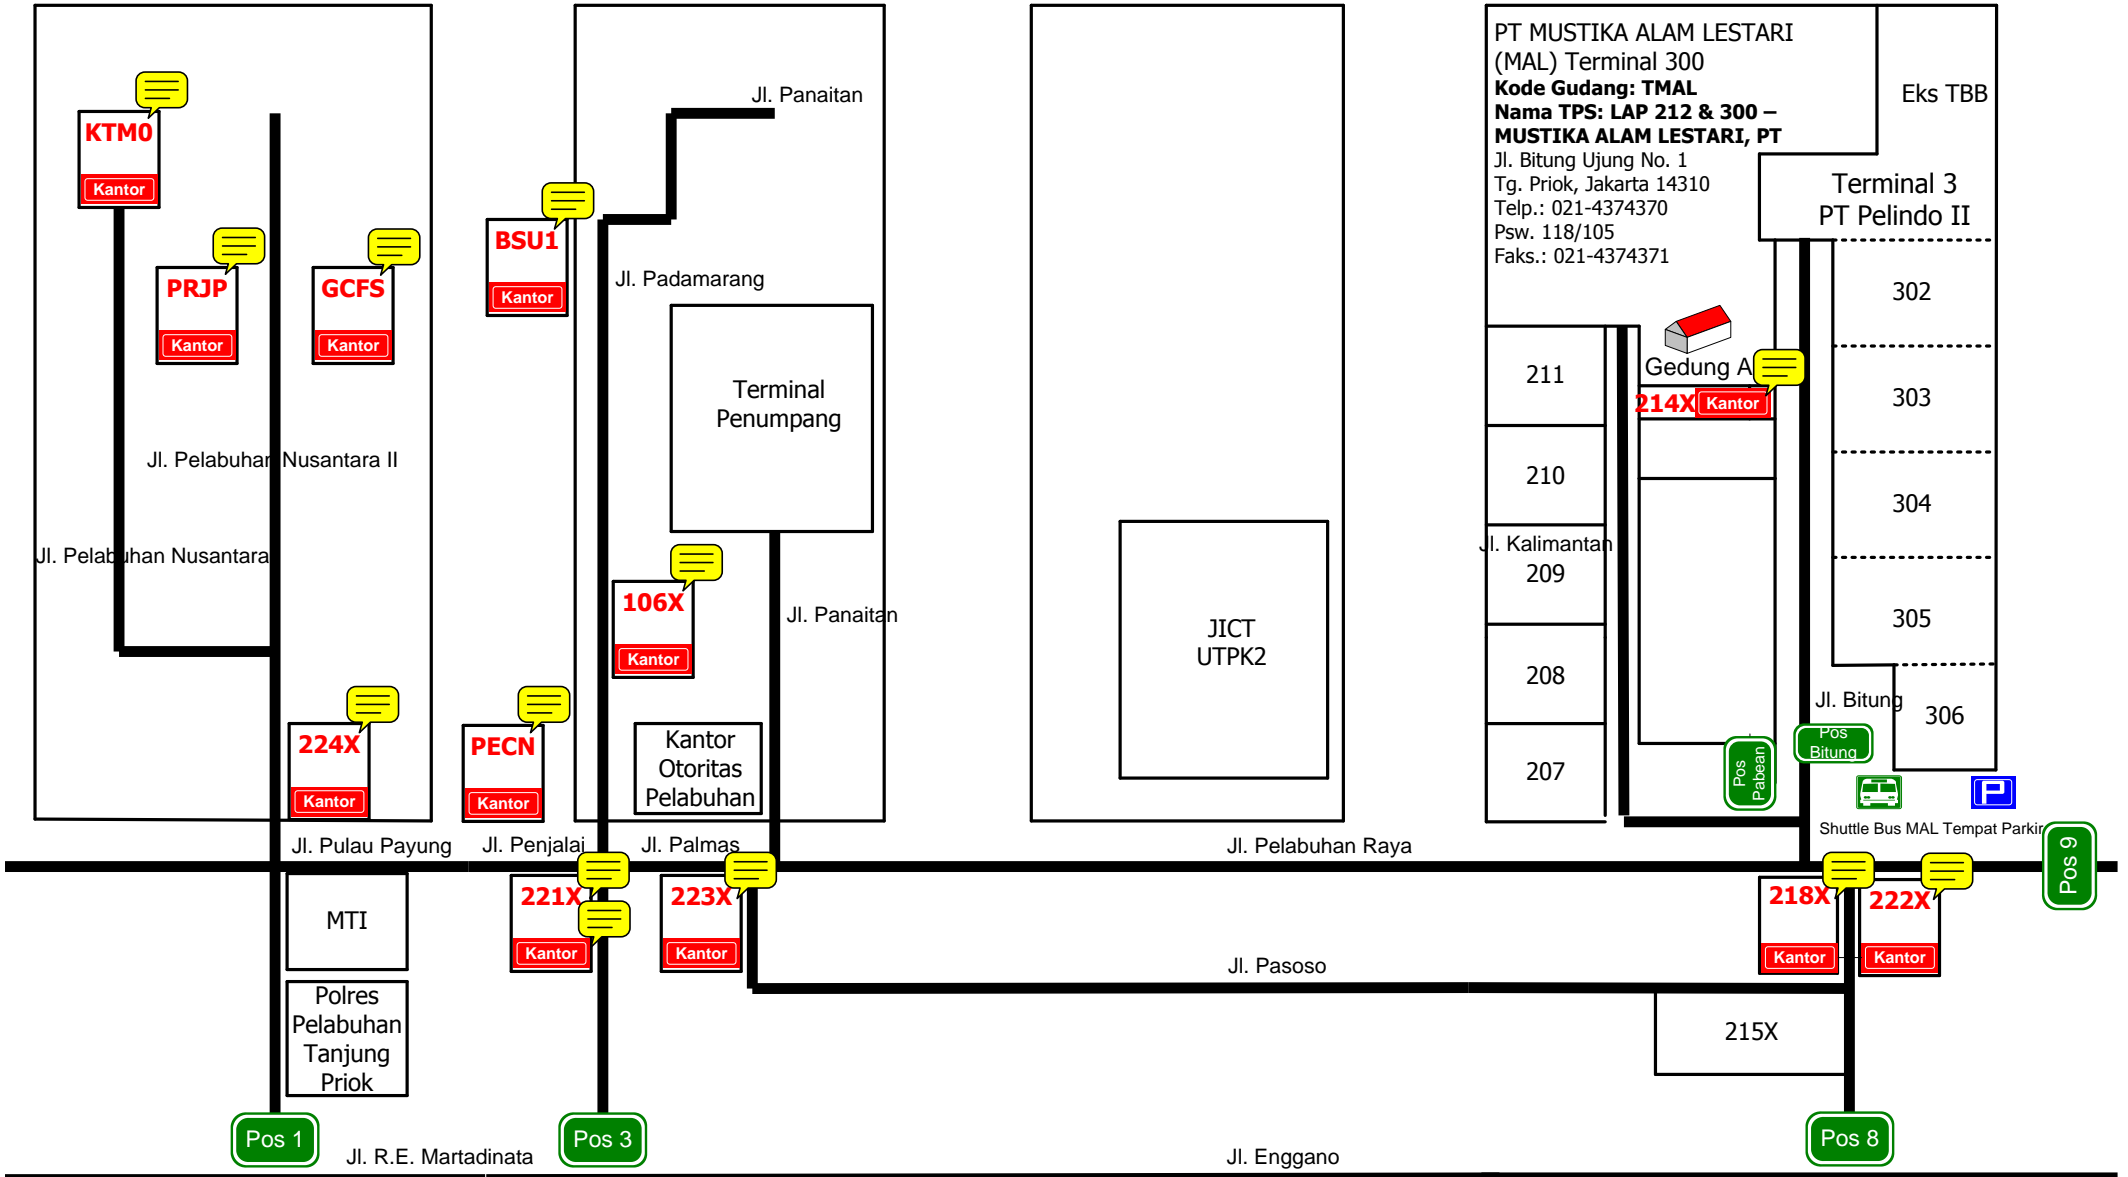 PT MUSTIKA ALAM LESTARI
(MAL) Terminal 300
Kode Gudang: TMAL
Nama TPS: LAP 212 & 300 –
MUSTIKA ALAM LESTARI, PT
Jl. Bitung Ujung No. 1
Tg. Priok, Jakarta 14310
Telp.: 021-4374370
Psw. 118/105
Faks.: 021-4374371
Eks TBB
Terminal 3
PT Pelindo II
KTM0
Kantor
Jl. Panaitan
BSU1
Kantor
PRJP
Kantor
GCFS
Kantor
Jl. Padamarang
Terminal
Penumpang
Jl. Pelabuhan Nusantara II
Jl. Pelabuhan Nusantara
106X
Kantor
Jl. Panaitan
JICT
UTPK2
Gedung A
214X
Kantor
211
210
Jl. Kalimantan
209
208
207
302
303
304
305
306
Jl. Bitung
Pos
Bitung
Pos
Pabean
224X
Kantor
PECN
Kantor
Kantor
Otoritas
Pelabuhan
Shuttle Bus MAL
Tempat Parkir
P
Jl. Pulau Payung
Jl. Penjalai
Jl. Palmas
Jl. Pelabuhan Raya
Pos 9
MTI
221X
Kantor
223X
Kantor
218X
Kantor
222X
Kantor
Jl. Pasoso
Polres
Pelabuhan
Tanjung
Priok
215X
Pos 1
Pos 3
Pos 8
Jl. R.E. Martadinata
Jl. Enggano